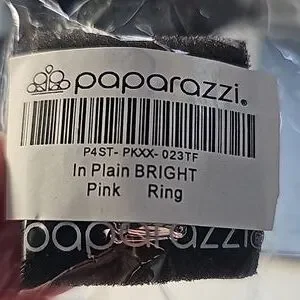 paparazzi®
P4ST- PKXX- 023TF
In Plain BRIGHT
Pink Ring
paparazzi®